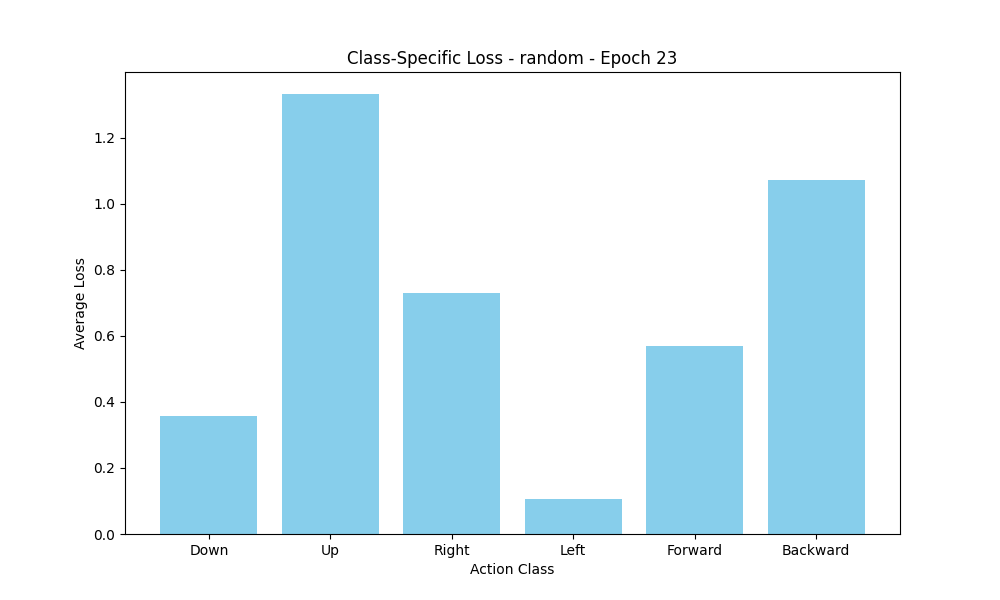 Class-Specific Loss - random - Epoch 23
Average Loss
1.2
1.0
0.8
0.6
0.4
0.2
0.0
Down Up Right Left Forward Backward
Action Class